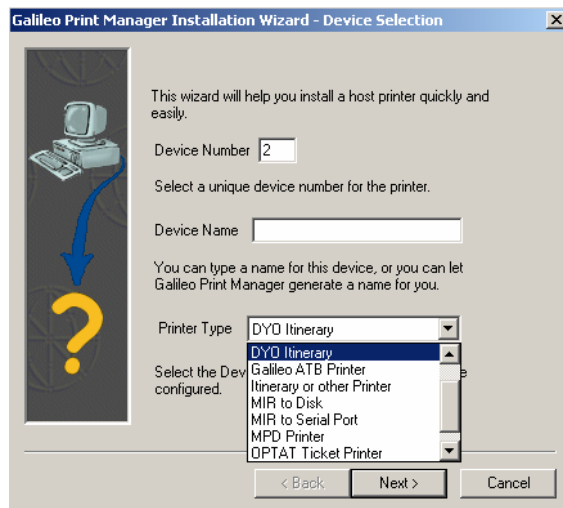 Galileo Print Manager Installation Wizard - Device Selection
This wizard will help you install a host printer quickly and
easily.
Device Number 2
Select a unique device number for the printer.
Device Name
You can type a name for this device, or you can let
Galileo Print Manager generate a name for you.
Printer Type DYO Itinerary
DYO Itinerary
Galileo ATB Printer
Select the Dev e
Itinerary or other Printer
configured.
MIR to Disk
MIR to Serial Port
MPD Printer
OPTAT Ticket Printer
< Back Next > Cancel